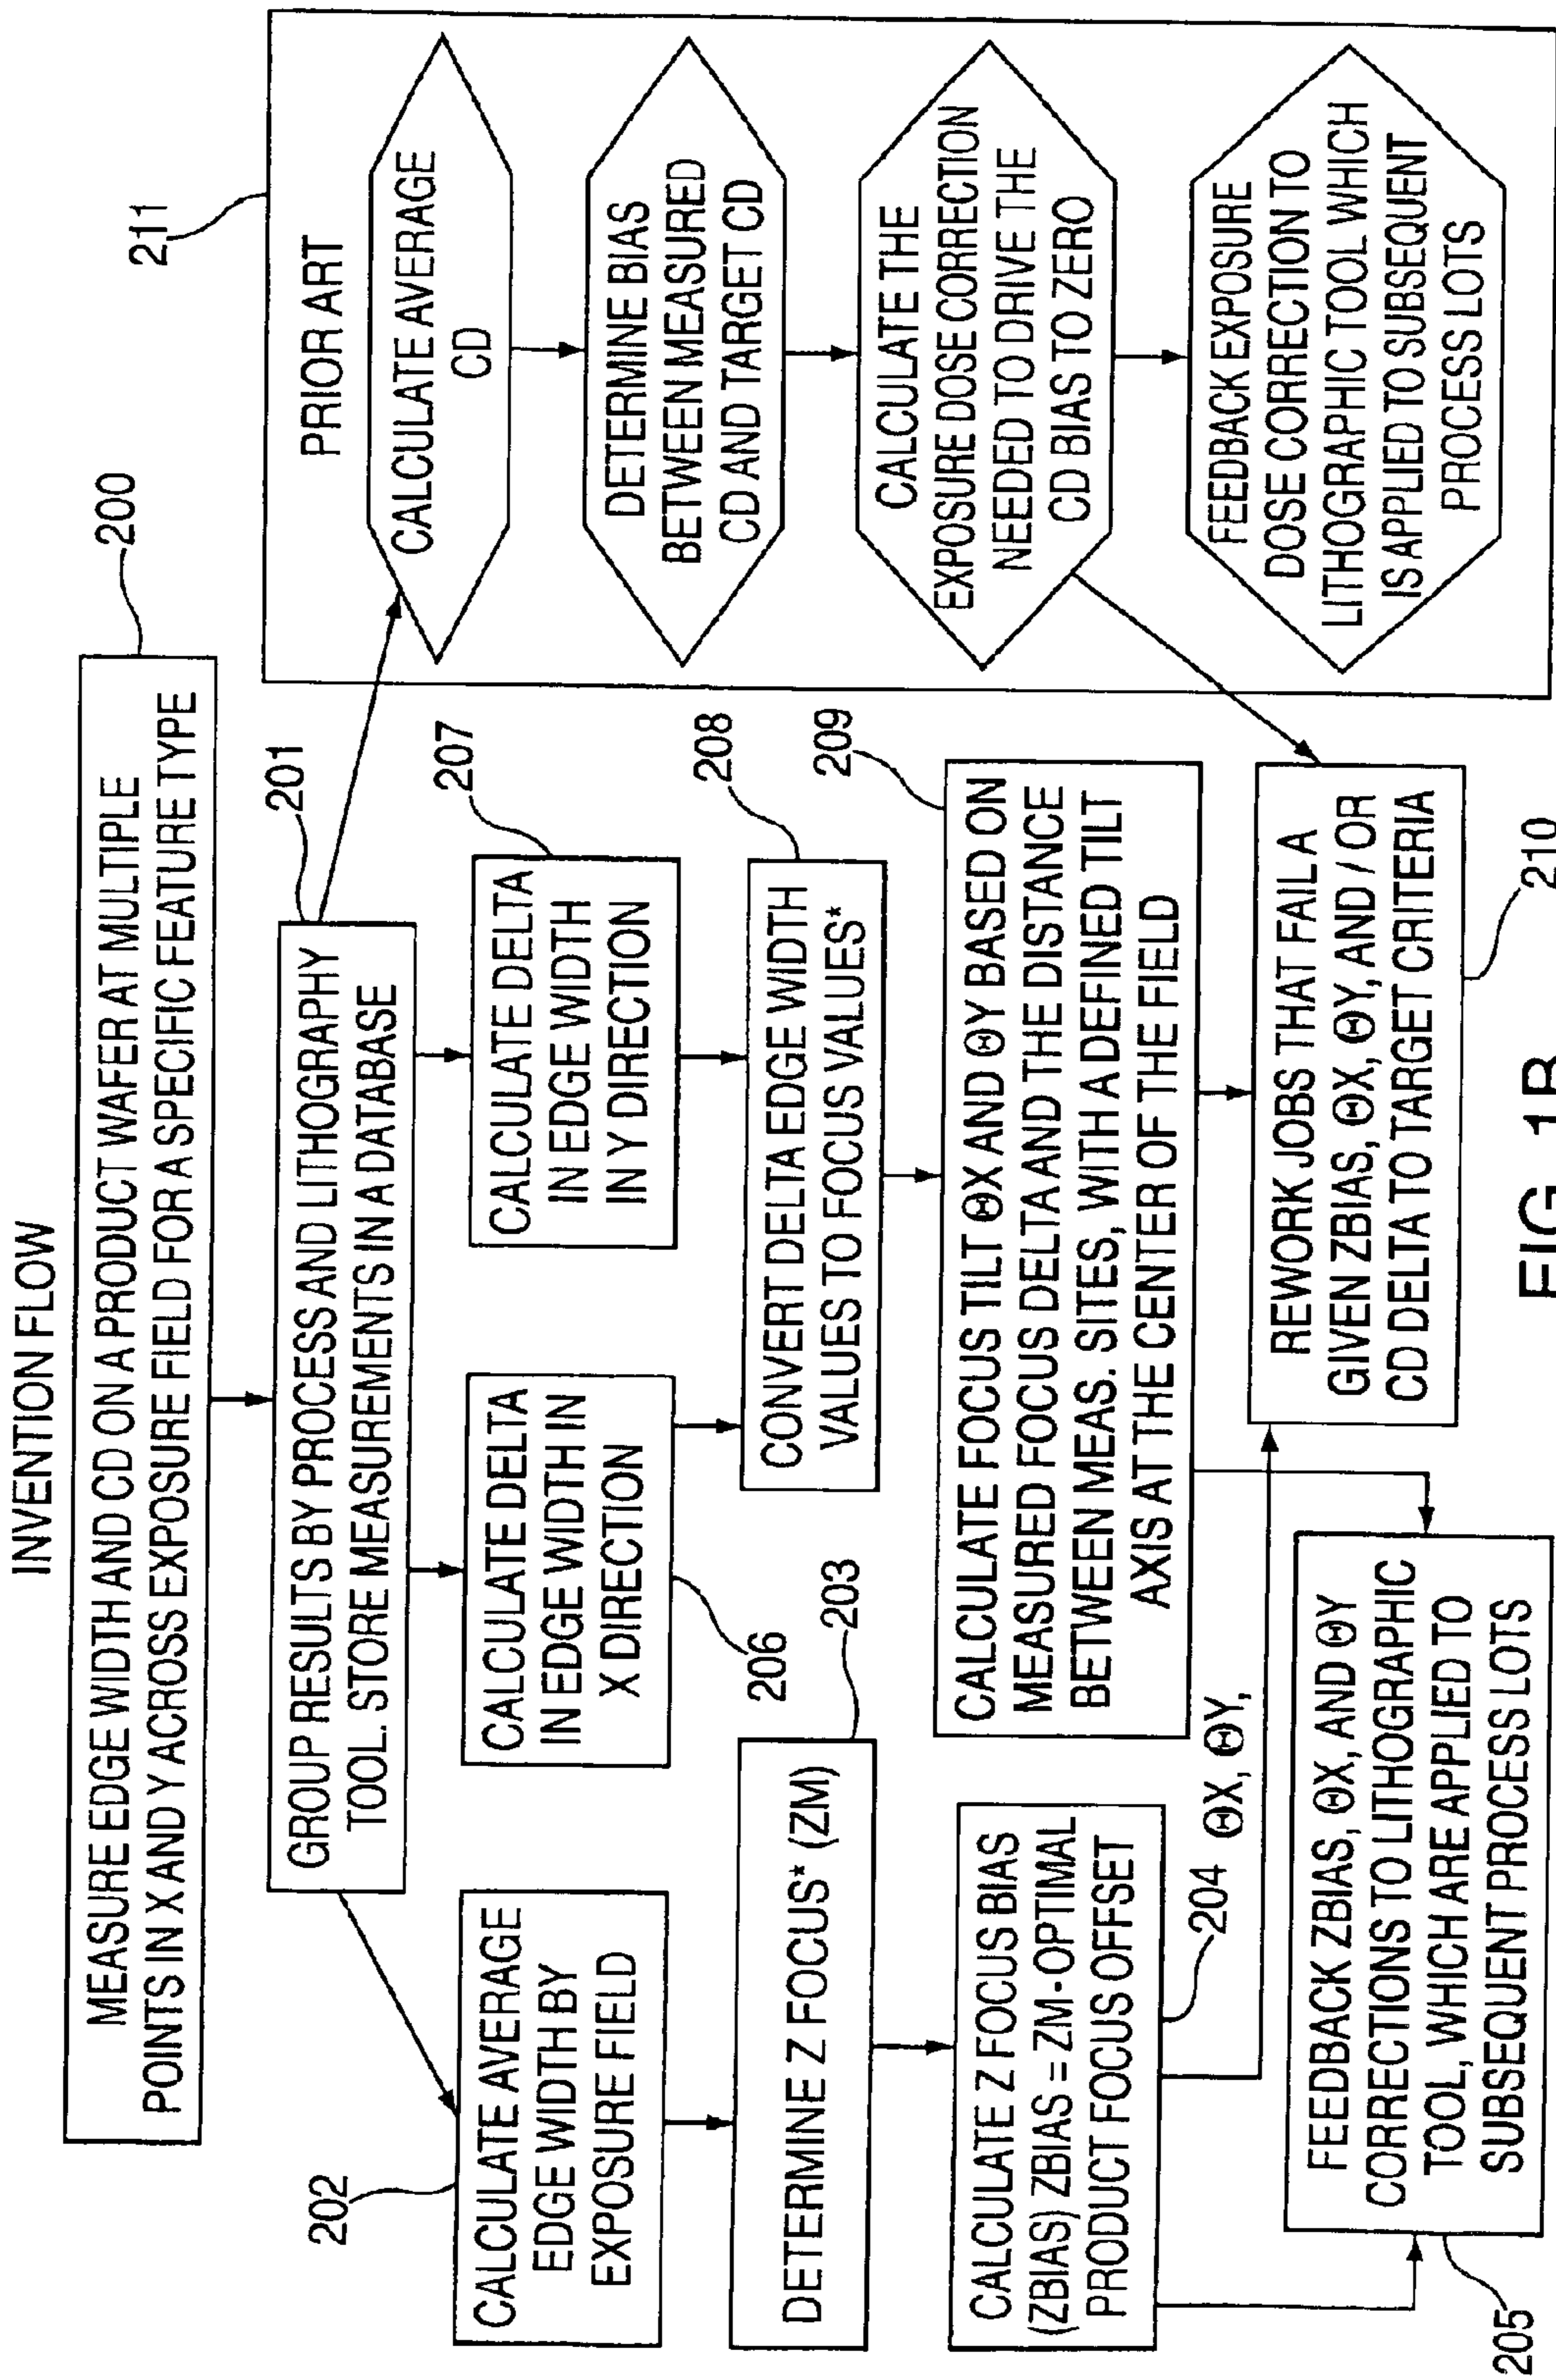 INVENTION FLOW
MEASURE EDGE WIDTH AND CD ON A PRODUCT WAFER AT MULTIPLE
POINTS IN X AND Y ACROSS EXPOSURE FIELD FOR A SPECIFIC FEATURE TYPE
200
GROUP RESULTS BY PROCESS AND LITHOGRAPHY
TOOL. STORE MEASUREMENTS IN A DATABASE
201
202
CALCULATE AVERAGE
EDGE WIDTH BY
EXPOSURE FIELD
DETERMINE Z FOCUS* (ZM)
203
CALCULATE Z FOCUS BIAS
(ZBIAS) ZBIAS = ZM-OPTIMAL
PRODUCT FOCUS OFFSET
204
ΘX, ΘY,
FEEDBACK ZBIAS, ΘX, AND ΘY
CORRECTIONS TO LITHOGRAPHIC
TOOL, WHICH ARE APPLIED TO
SUBSEQUENT PROCESS LOTS
205
CALCULATE DELTA
IN EDGE WIDTH IN
X DIRECTION
206
CALCULATE DELTA
IN EDGE WIDTH
IN Y DIRECTION
207
CONVERT DELTA EDGE WIDTH
VALUES TO FOCUS VALUES*
208
CALCULATE FOCUS TILT ΘX AND ΘY BASED ON
MEASURED FOCUS DELTA AND THE DISTANCE
BETWEEN MEAS. SITES, WITH A DEFINED TILT
AXIS AT THE CENTER OF THE FIELD
209
REWORK JOBS THAT FAIL A
GIVEN ZBIAS, ΘX, ΘY, AND / OR
CD DELTA TO TARGET CRITERIA
210
211
PRIOR ART
CALCULATE AVERAGE
CD
DETERMINE BIAS
BETWEEN MEASURED
CD AND TARGET CD
CALCULATE THE
EXPOSURE DOSE CORRECTION
NEEDED TO DRIVE THE
CD BIAS TO ZERO
FEEDBACK EXPOSURE
DOSE CORRECTION TO
LITHOGRAPHIC TOOL WHICH
IS APPLIED TO SUBSEQUENT
PROCESS LOTS
FIG. 1B